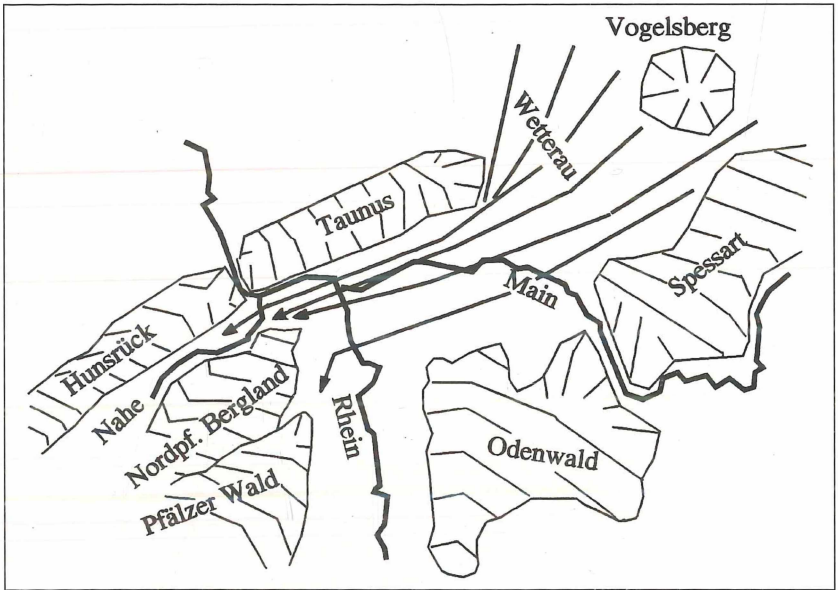 Vogelsberg
Wetterau
Taunus
Spessart
Main
Hunsrück
Nahe
Nordpf. Bergland
Rhein
Odenwald
Pfälzer Wald